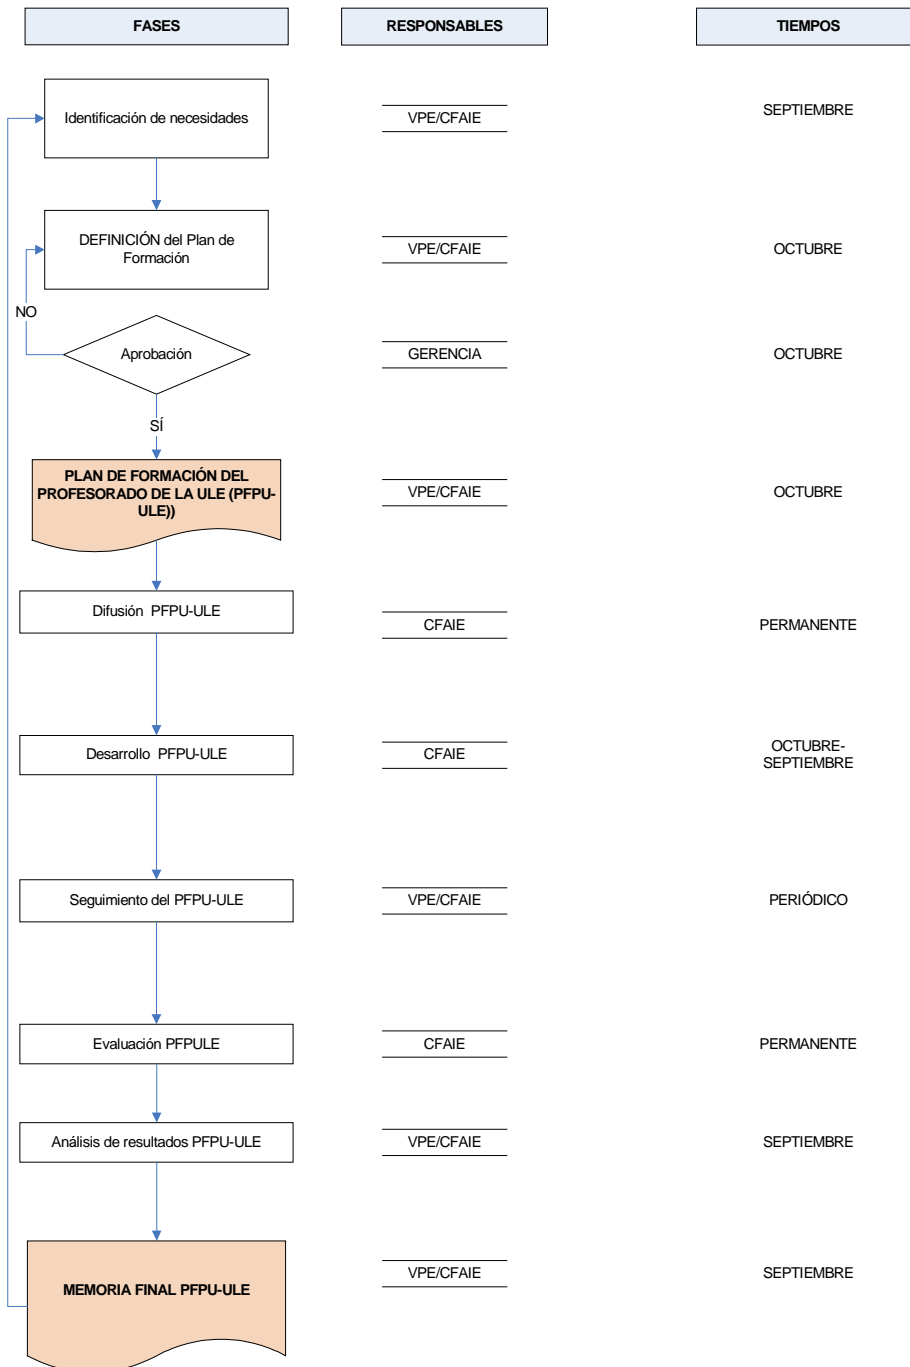 FASES
RESPONSABLES
TIEMPOS
Identificación de necesidades
VPE/CFAIE
SEPTIEMBRE
DEFINICIÓN del Plan de
Formación
VPE/CFAIE
OCTUBRE
NO
Aprobación
GERENCIA
OCTUBRE
SÍ
PLAN DE FORMACIÓN DEL
PROFESORADO DE LA ULE (PFPU-
ULE))
VPE/CFAIE
OCTUBRE
Difusión PFPU-ULE
CFAIE
PERMANENTE
Desarrollo PFPU-ULE
CFAIE
OCTUBRE-
SEPTIEMBRE
Seguimiento del PFPU-ULE
VPE/CFAIE
PERIÓDICO
Evaluación PFPULE
CFAIE
PERMANENTE
Análisis de resultados PFPU-ULE
VPE/CFAIE
SEPTIEMBRE
MEMORIA FINAL PFPU-ULE
VPE/CFAIE
SEPTIEMBRE